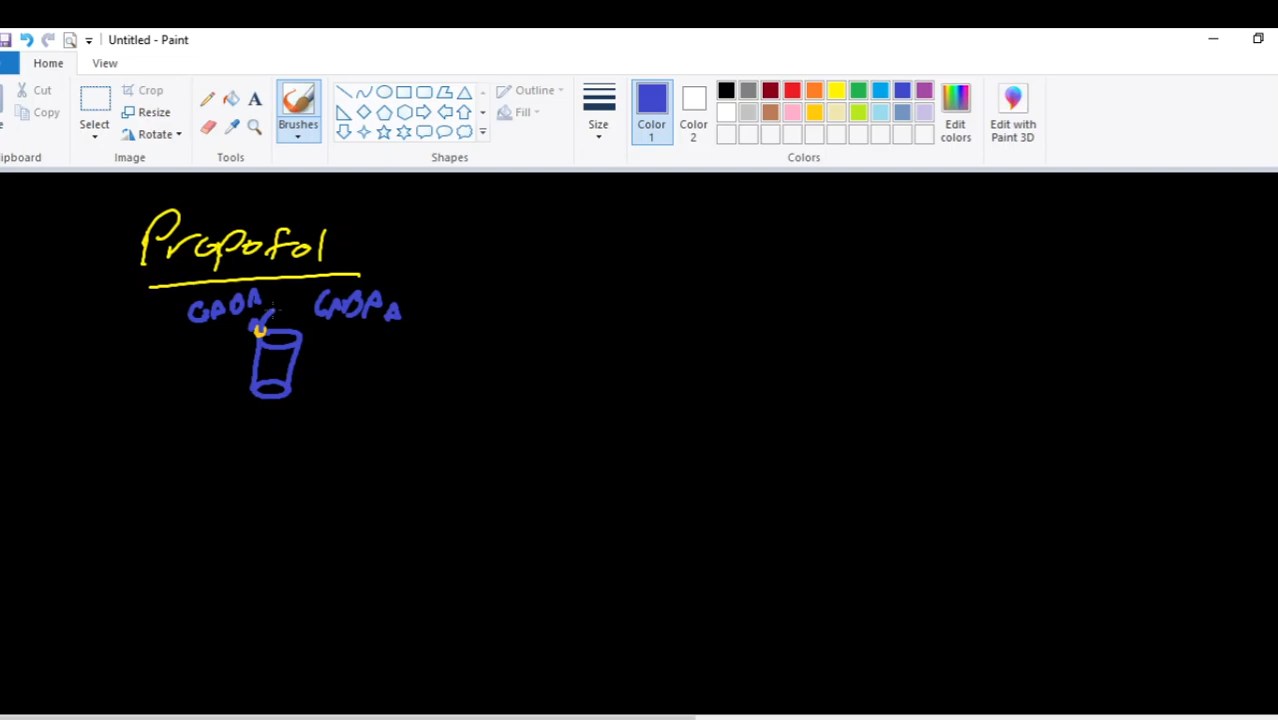 Untitled - Paint
Home View
Cut
Copy
lipboard
Select
Crop
Resize
Rotate
Image
Tools
Brushes
Outline
Fill
Shapes
Size
Color 1
Color 2
Colors
Edit colors
Edit with Paint 3D
Propofol
GABA GABA A